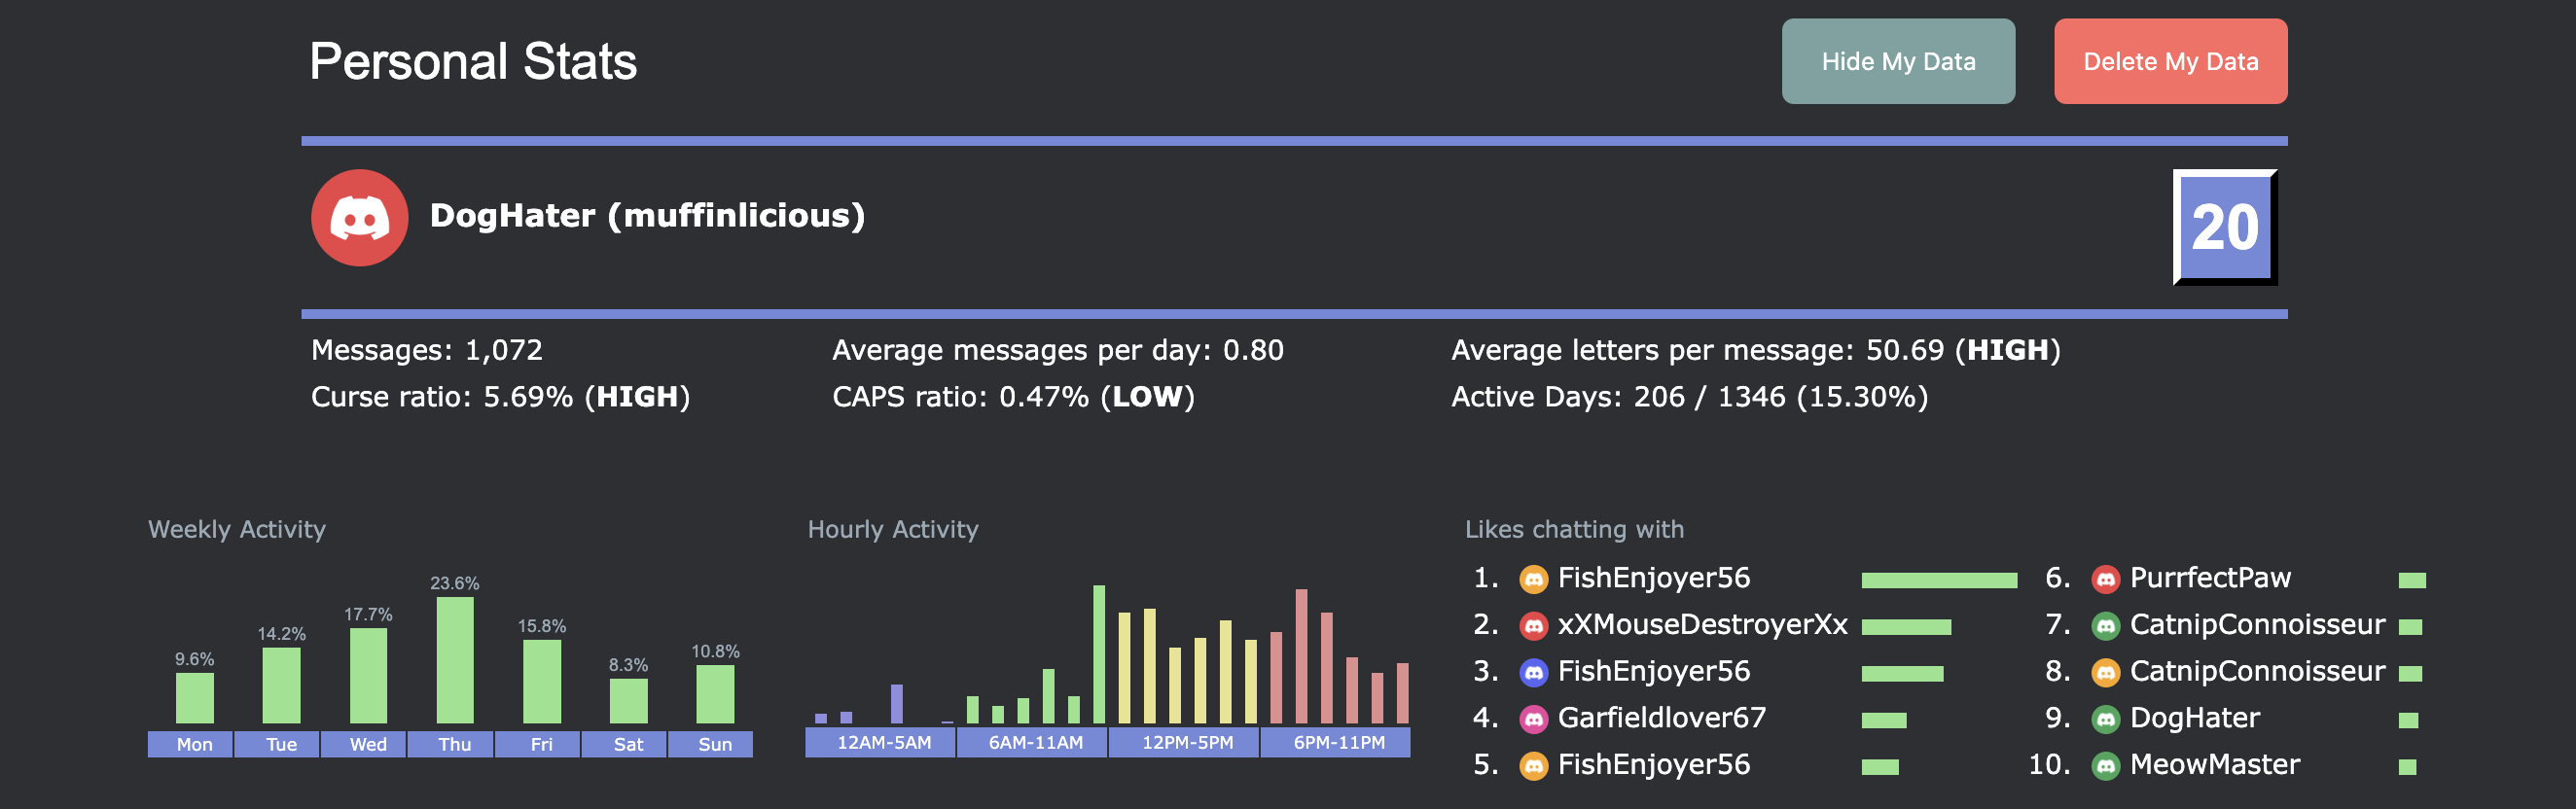 Personal Stats
Hide My Data
Delete My Data
DogHater (muffinlicious)
20
Messages: 1,072
Average messages per day: 0.80
Average letters per message: 50.69 (HIGH)
Curse ratio: 5.69% (HIGH)
CAPS ratio: 0.47% (LOW)
Active Days: 206 / 1346 (15.30%)
Weekly Activity
9.6%
14.2%
17.7%
23.6%
15.8%
8.3%
10.8%
Mon
Tue
Wed
Thu
Fri
Sat
Sun
Hourly Activity
12AM-5AM
6AM-11AM
12PM-5PM
6PM-11PM
Likes chatting with
1. FishEnjoyer56
2. xXMouseDestroyerXx
3. FishEnjoyer56
4. Garfieldlover67
5. FishEnjoyer56
6. PurrfectPaw
7. CatnipConnoisseur
8. CatnipConnoisseur
9. DogHater
10. MeowMaster